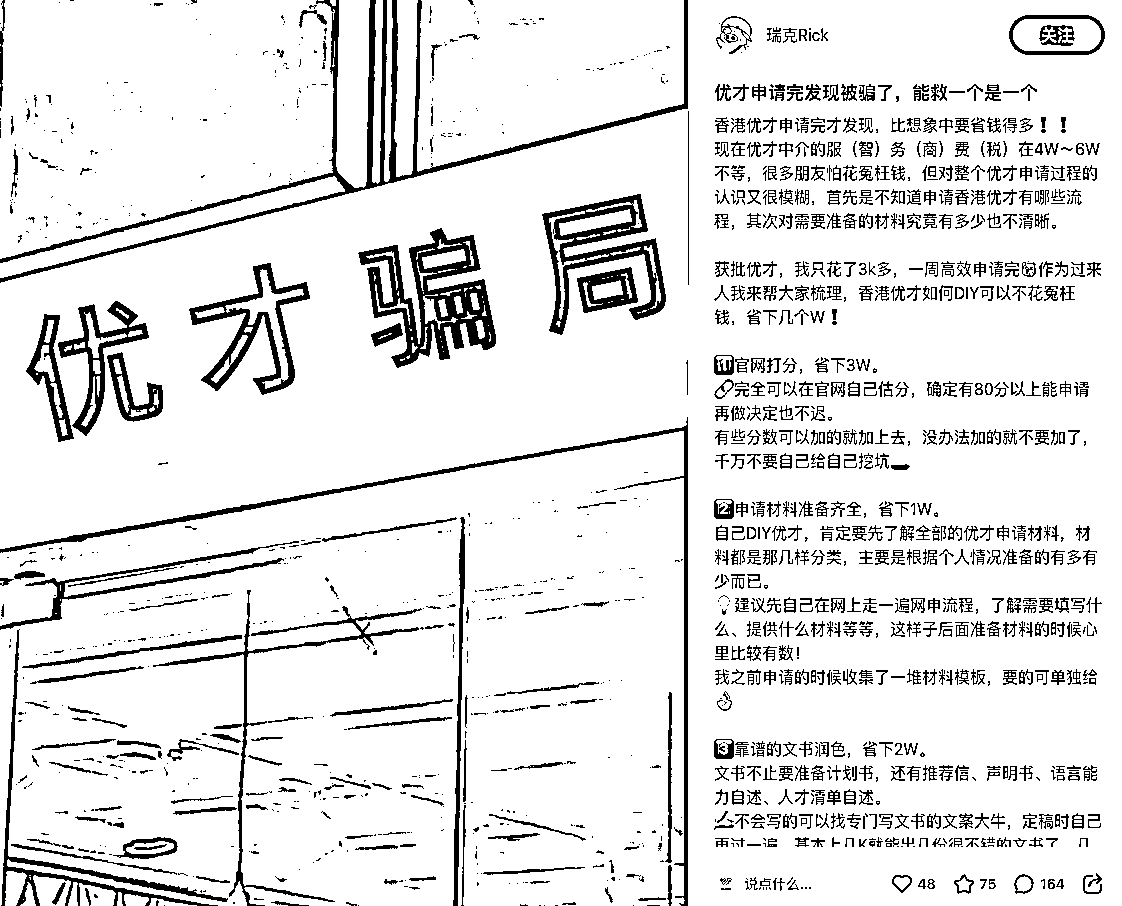 优才骗局
瑞克Rick
关注
优才申请完发现被骗了，能救一个是一个
香港优才申请完才发现，比想象中要省钱得多！！
现在优才中介的服（智）务（商）费（税）在4W～6W
不等，很多朋友怕花冤枉钱，但对整个优才申请过程的
认识又很模糊，首先是不知道申请香港优才有哪些流
程，其次对需要准备的材料究竟有多少也不清晰。
获批优才，我只花了3k多，一周高效申请完作为过来
人我来帮大家梳理，香港优才如何DIY可以不花冤枉
钱，省下几个W！
1官网打分，省下3W。
🔗完全可以在官网自己估分，确定有80分以上能申请
再做决定也不迟。
有些分数可以加的就加上去，没办法加的就不要加了，
千万不要自己给自己挖坑
2申请材料准备齐全，省下1W。
自己DIY优才，肯定要先了解全部的优才申请材料，材
料都是那几样分类，主要是根据个人情况准备的有多有
少而已。
💡建议先自己在网上走一遍网申流程，了解需要填写什
么、提供什么材料等等，这样子后面准备材料的时候心
里比较有数！
我之前申请的时候收集了一堆材料模板，要的可单独给
👌
3靠谱的文书润色，省下2W。
文书不止要准备计划书，还有推荐信、声明书、语言能
力自述、人才清单自述。
✍不会写的可以找专门写文书的文案大牛，定稿时自己
再过一遍，基本上几K就能出几份很不错的文书了，几
说点什么...
48 75 164